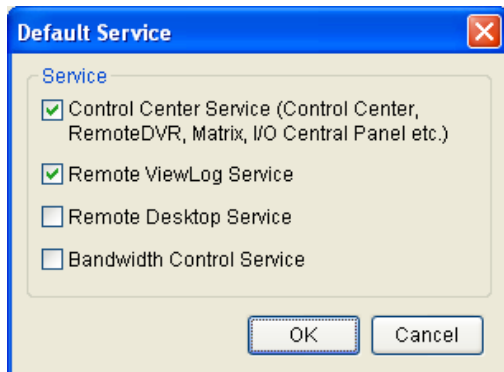 Default Service
Service
Control Center Service (Control Center,
RemoteDVR, Matrix, I/O Central Panel etc.)
Remote ViewLog Service
Remote Desktop Service
Bandwidth Control Service
OK
Cancel